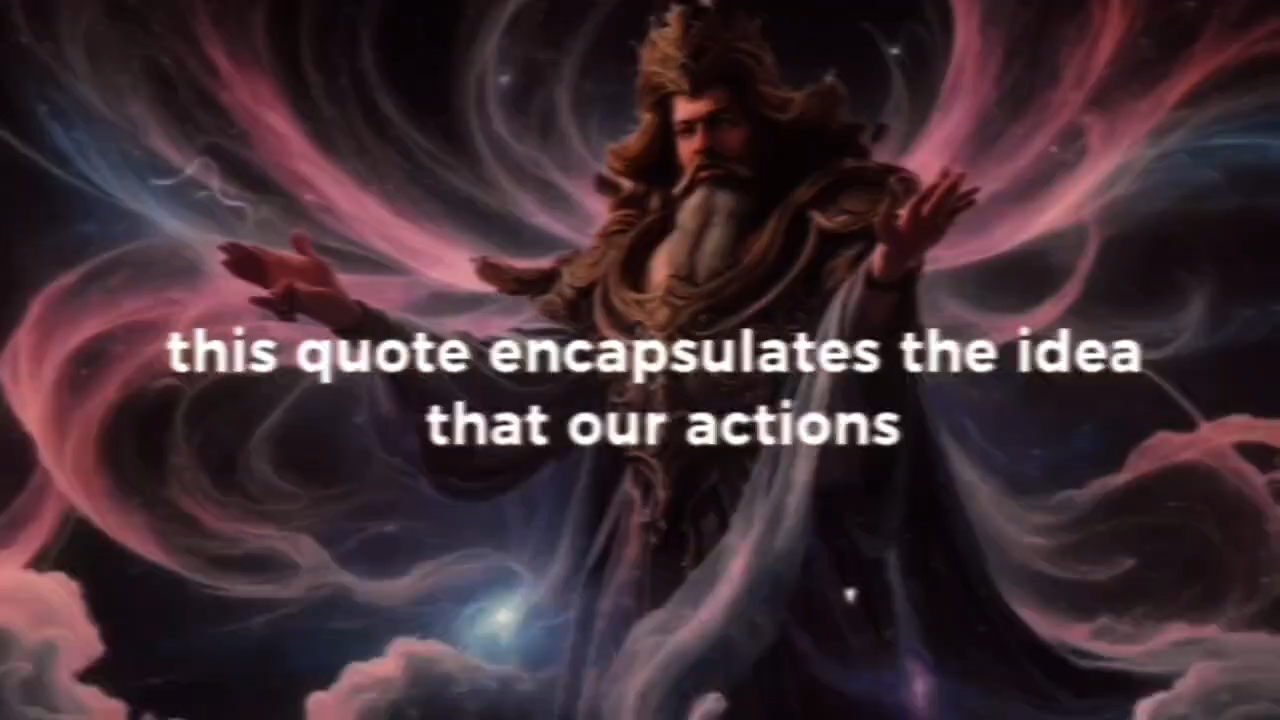 this quote encapsulates the idea
that our actions